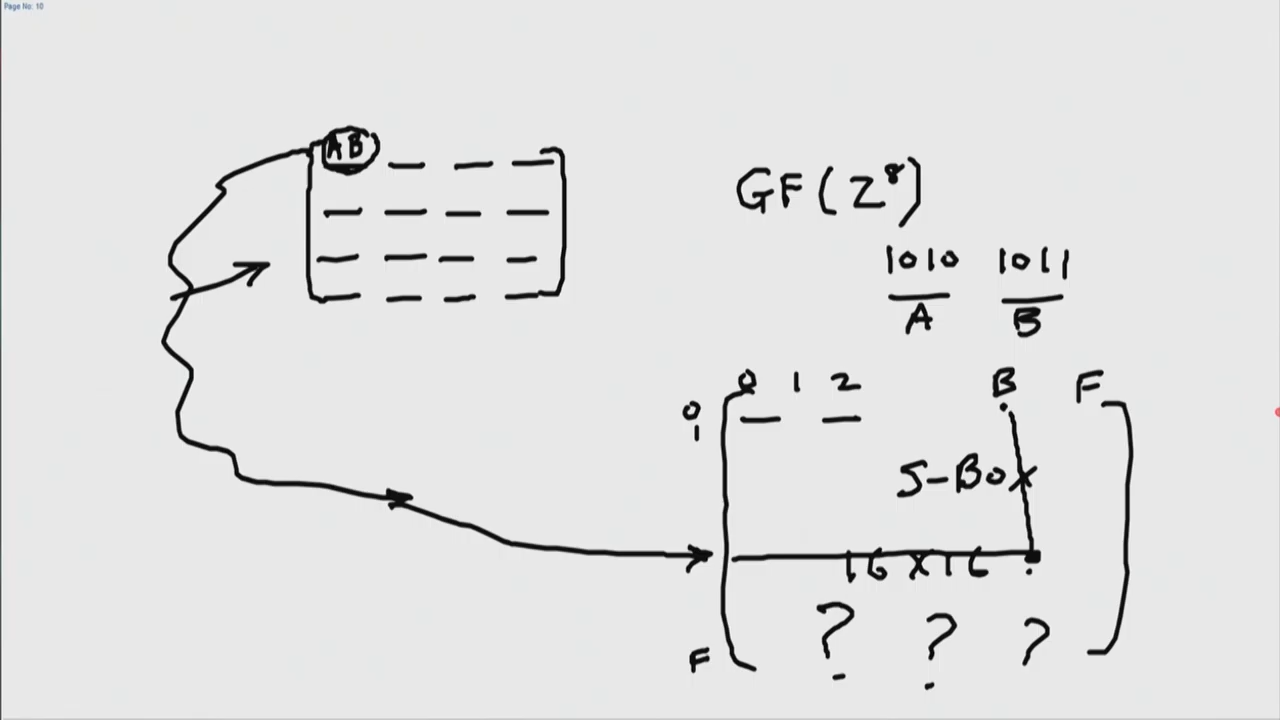 Page No: 10
AB
GF(2⁸)
1010 1011
A B
0 1 2 B F
0
1
S-Box
16 X 16
? ? ?
F